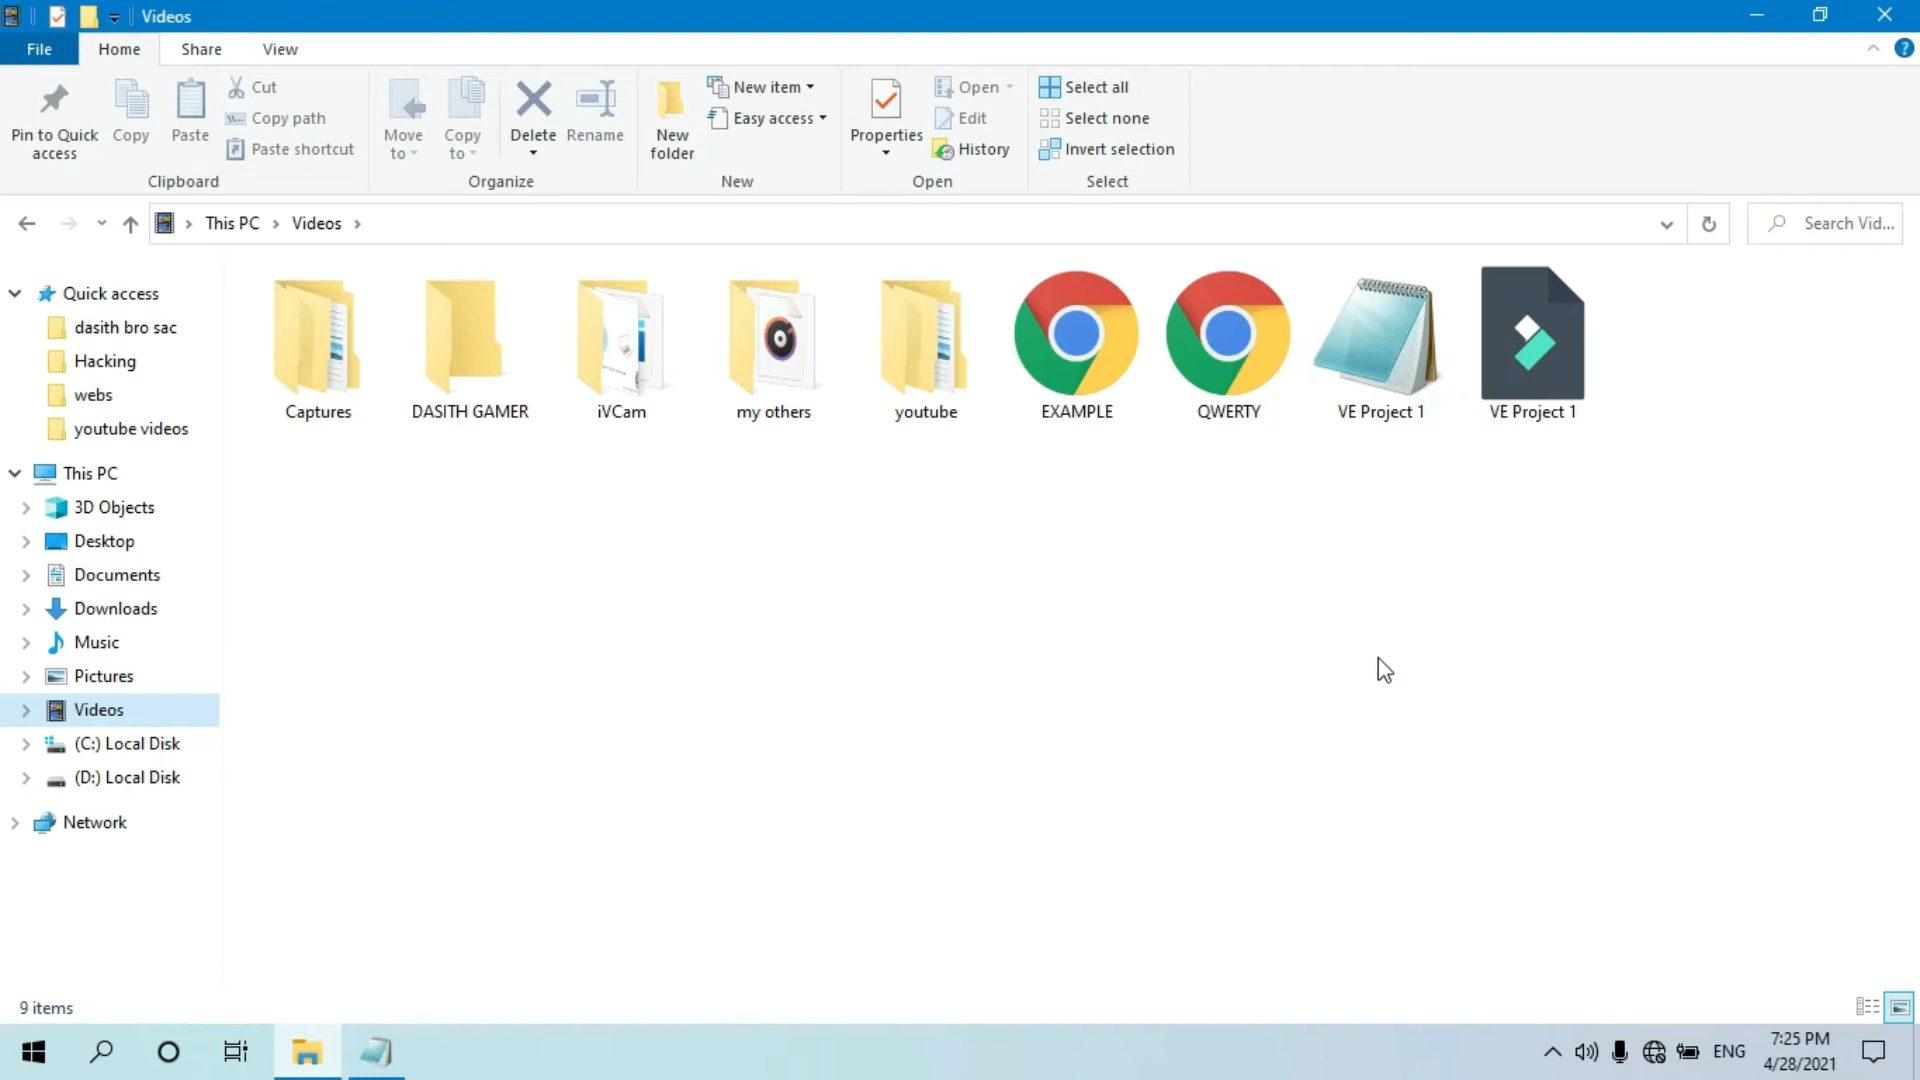 Videos
File Home Share View
Pin to Quick access
Copy
Paste
Cut
Copy path
Paste shortcut
Clipboard
Move to
Copy to
Delete
Rename
Organize
New folder
New item
Easy access
New
Properties
Open
Edit
History
Open
Select all
Select none
Invert selection
Select
This PC Videos
Search Vid...
Quick access
dasith bro sac
Hacking
webs
youtube videos
This PC
3D Objects
Desktop
Documents
Downloads
Music
Pictures
Videos
(C:) Local Disk
(D:) Local Disk
Network
Captures
DASITH GAMER
iVCam
my others
youtube
EXAMPLE
QWERTY
VE Project 1
VE Project 1
9 items
ENG
7:25 PM
4/28/2021